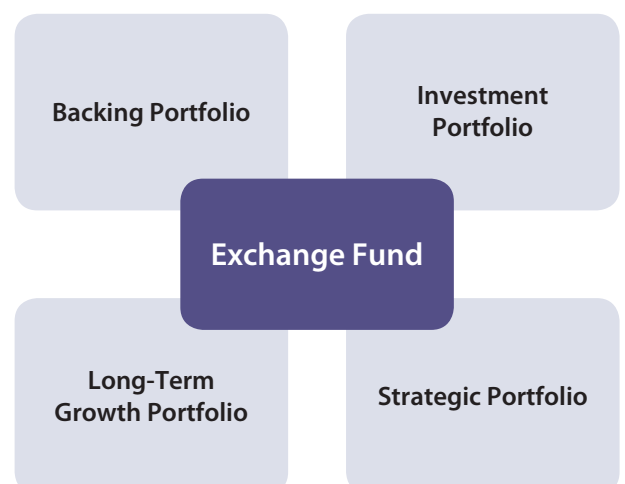 Backing Portfolio
Investment
Portfolio
Exchange Fund
Long-Term
Growth Portfolio
Strategic Portfolio